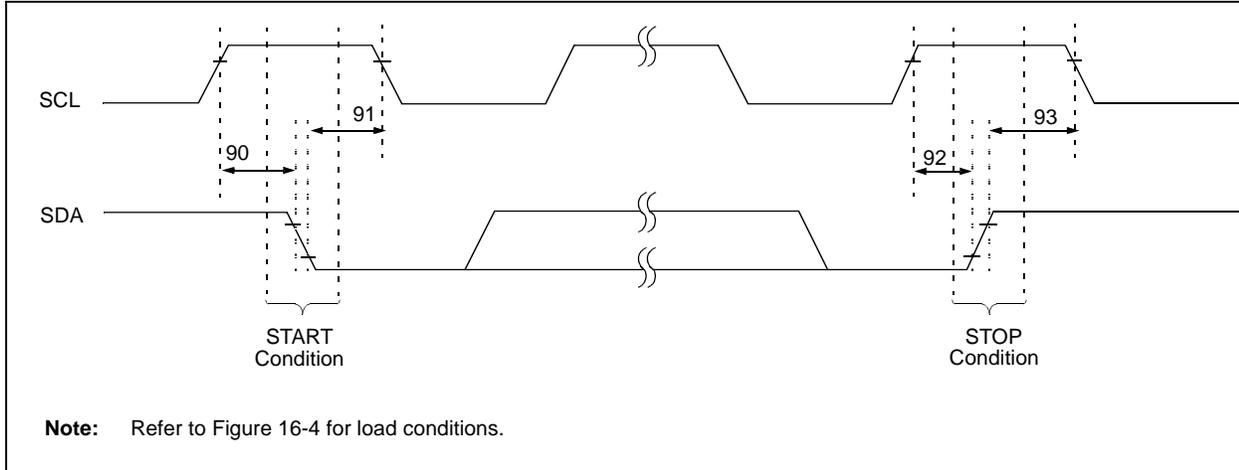 SCL
91
93
90
92
SDA
START
Condition
STOP
Condition
Note: Refer to Figure 16-4 for load conditions.